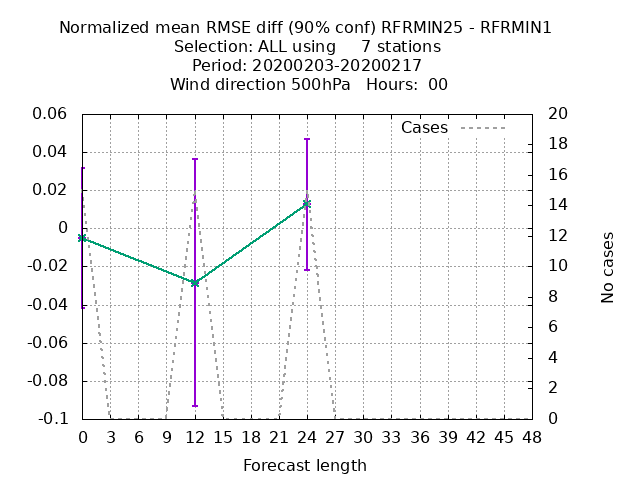 Normalized mean RMSE diff (90% conf) RFRMIN25 - RFRMIN1
Selection: ALL using     7 stations
Period: 20200203-20200217
Wind direction 500hPa   Hours:  00
0.06
0.04
0.02
0
-0.02
-0.04
-0.06
-0.08
-0.1
Cases
20
18
16
14
12
10
8
6
4
2
0
No cases
0 3 6 9 12 15 18 21 24 27 30 33 36 39 42 45 48
Forecast length